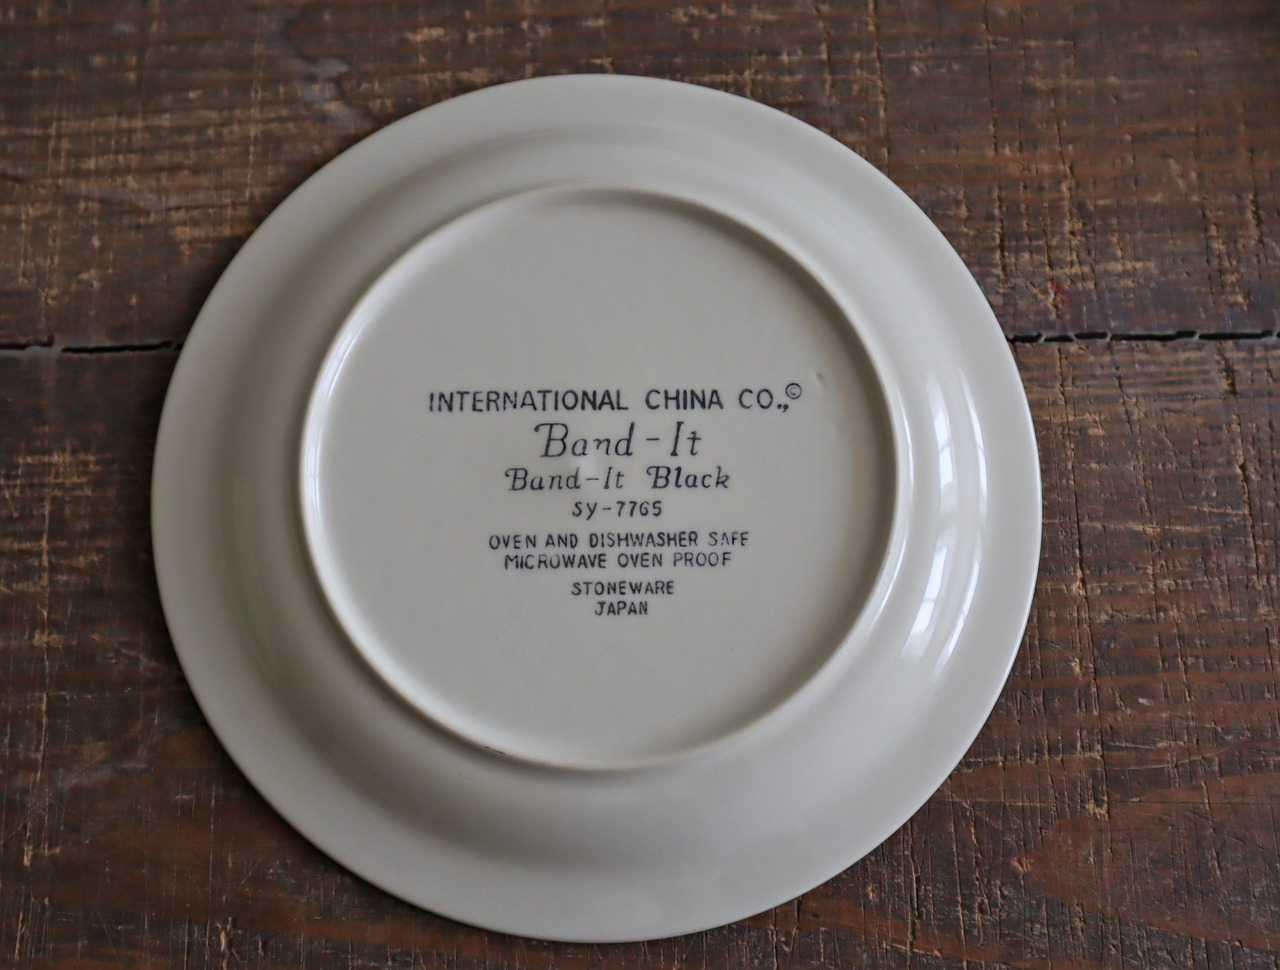 INTERNATIONAL CHINA CO.,©
Band-It
Band-It Black
SY-7765
OVEN AND DISHWASHER SAFE
MICROWAVE OVEN PROOF
STONEWARE
JAPAN